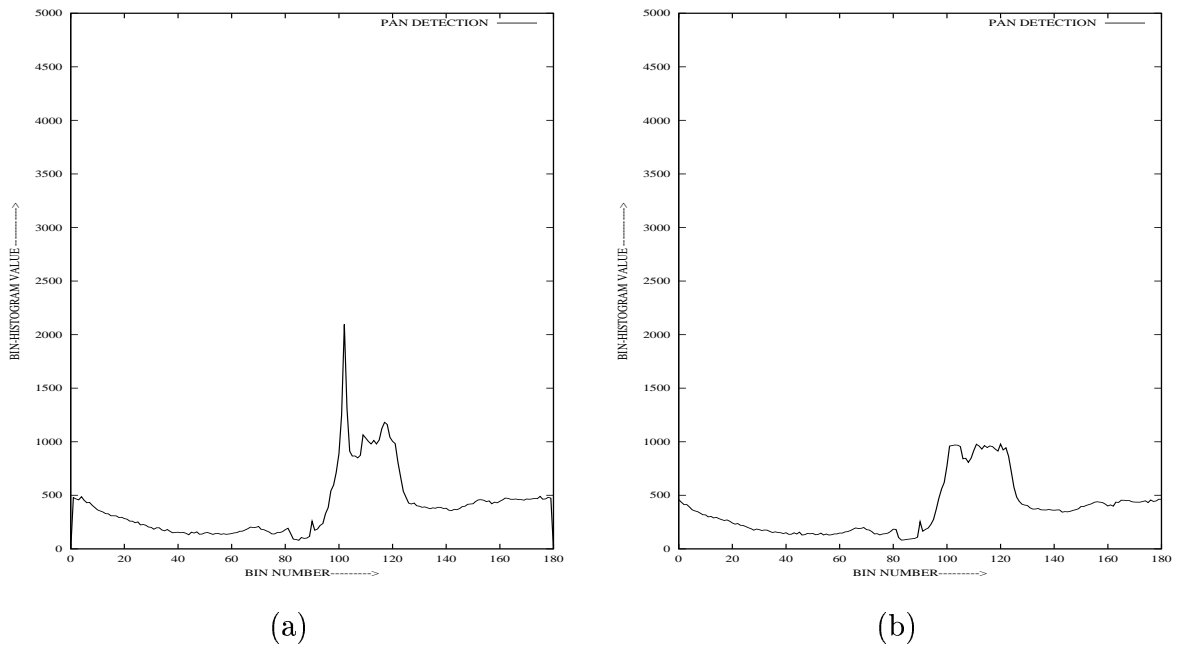 5000
4500
4000
3500
3000
2500
2000
1500
1000
500
0
BIN-HISTOGRAM VALUE --------->
PAN DETECTION
0 20 40 60 80 100 120 140 160 180
BIN NUMBER--------->
(a)
5000
4500
4000
3500
3000
2500
2000
1500
1000
500
0
BIN-HISTOGRAM VALUE --------->
PAN DETECTION
0 20 40 60 80 100 120 140 160 180
BIN NUMBER--------->
(b)